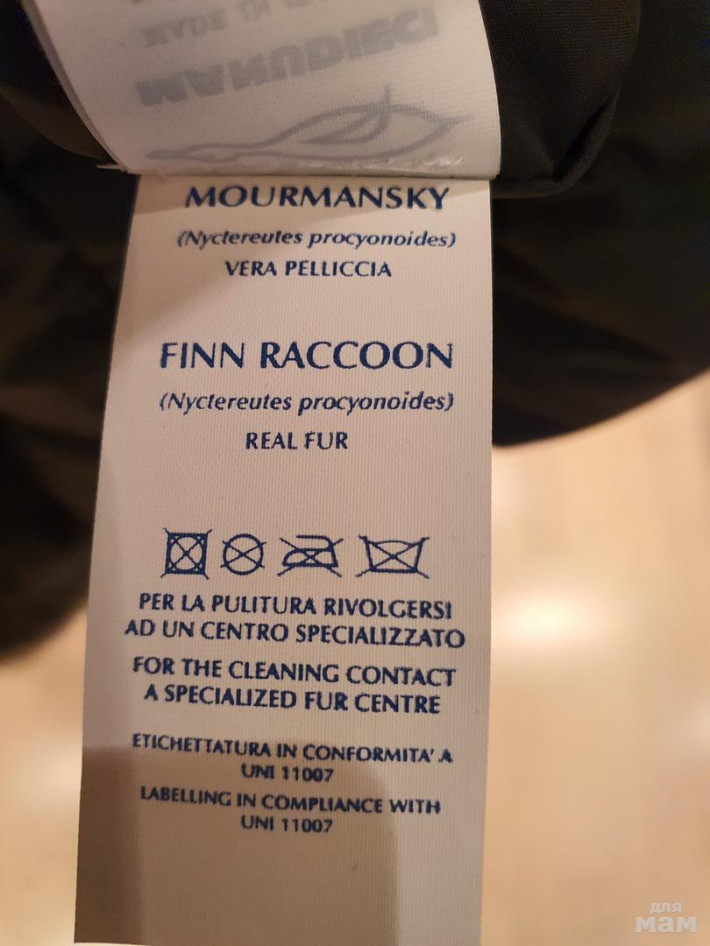 MANUDIECI
MOURMANSKY
(Nyctereutes procyonoides)
VERA PELLICCIA
FINN RACCOON
(Nyctereutes procyonoides)
REAL FUR
PER LA PULITURA RIVOLGERSI
AD UN CENTRO SPECIALIZZATO
FOR THE CLEANING CONTACT
A SPECIALIZED FUR CENTRE
ETICHETTATURA IN CONFORMITA' A
UNI 11007
LABELLING IN COMPLIANCE WITH
UNI 11007
для
мам